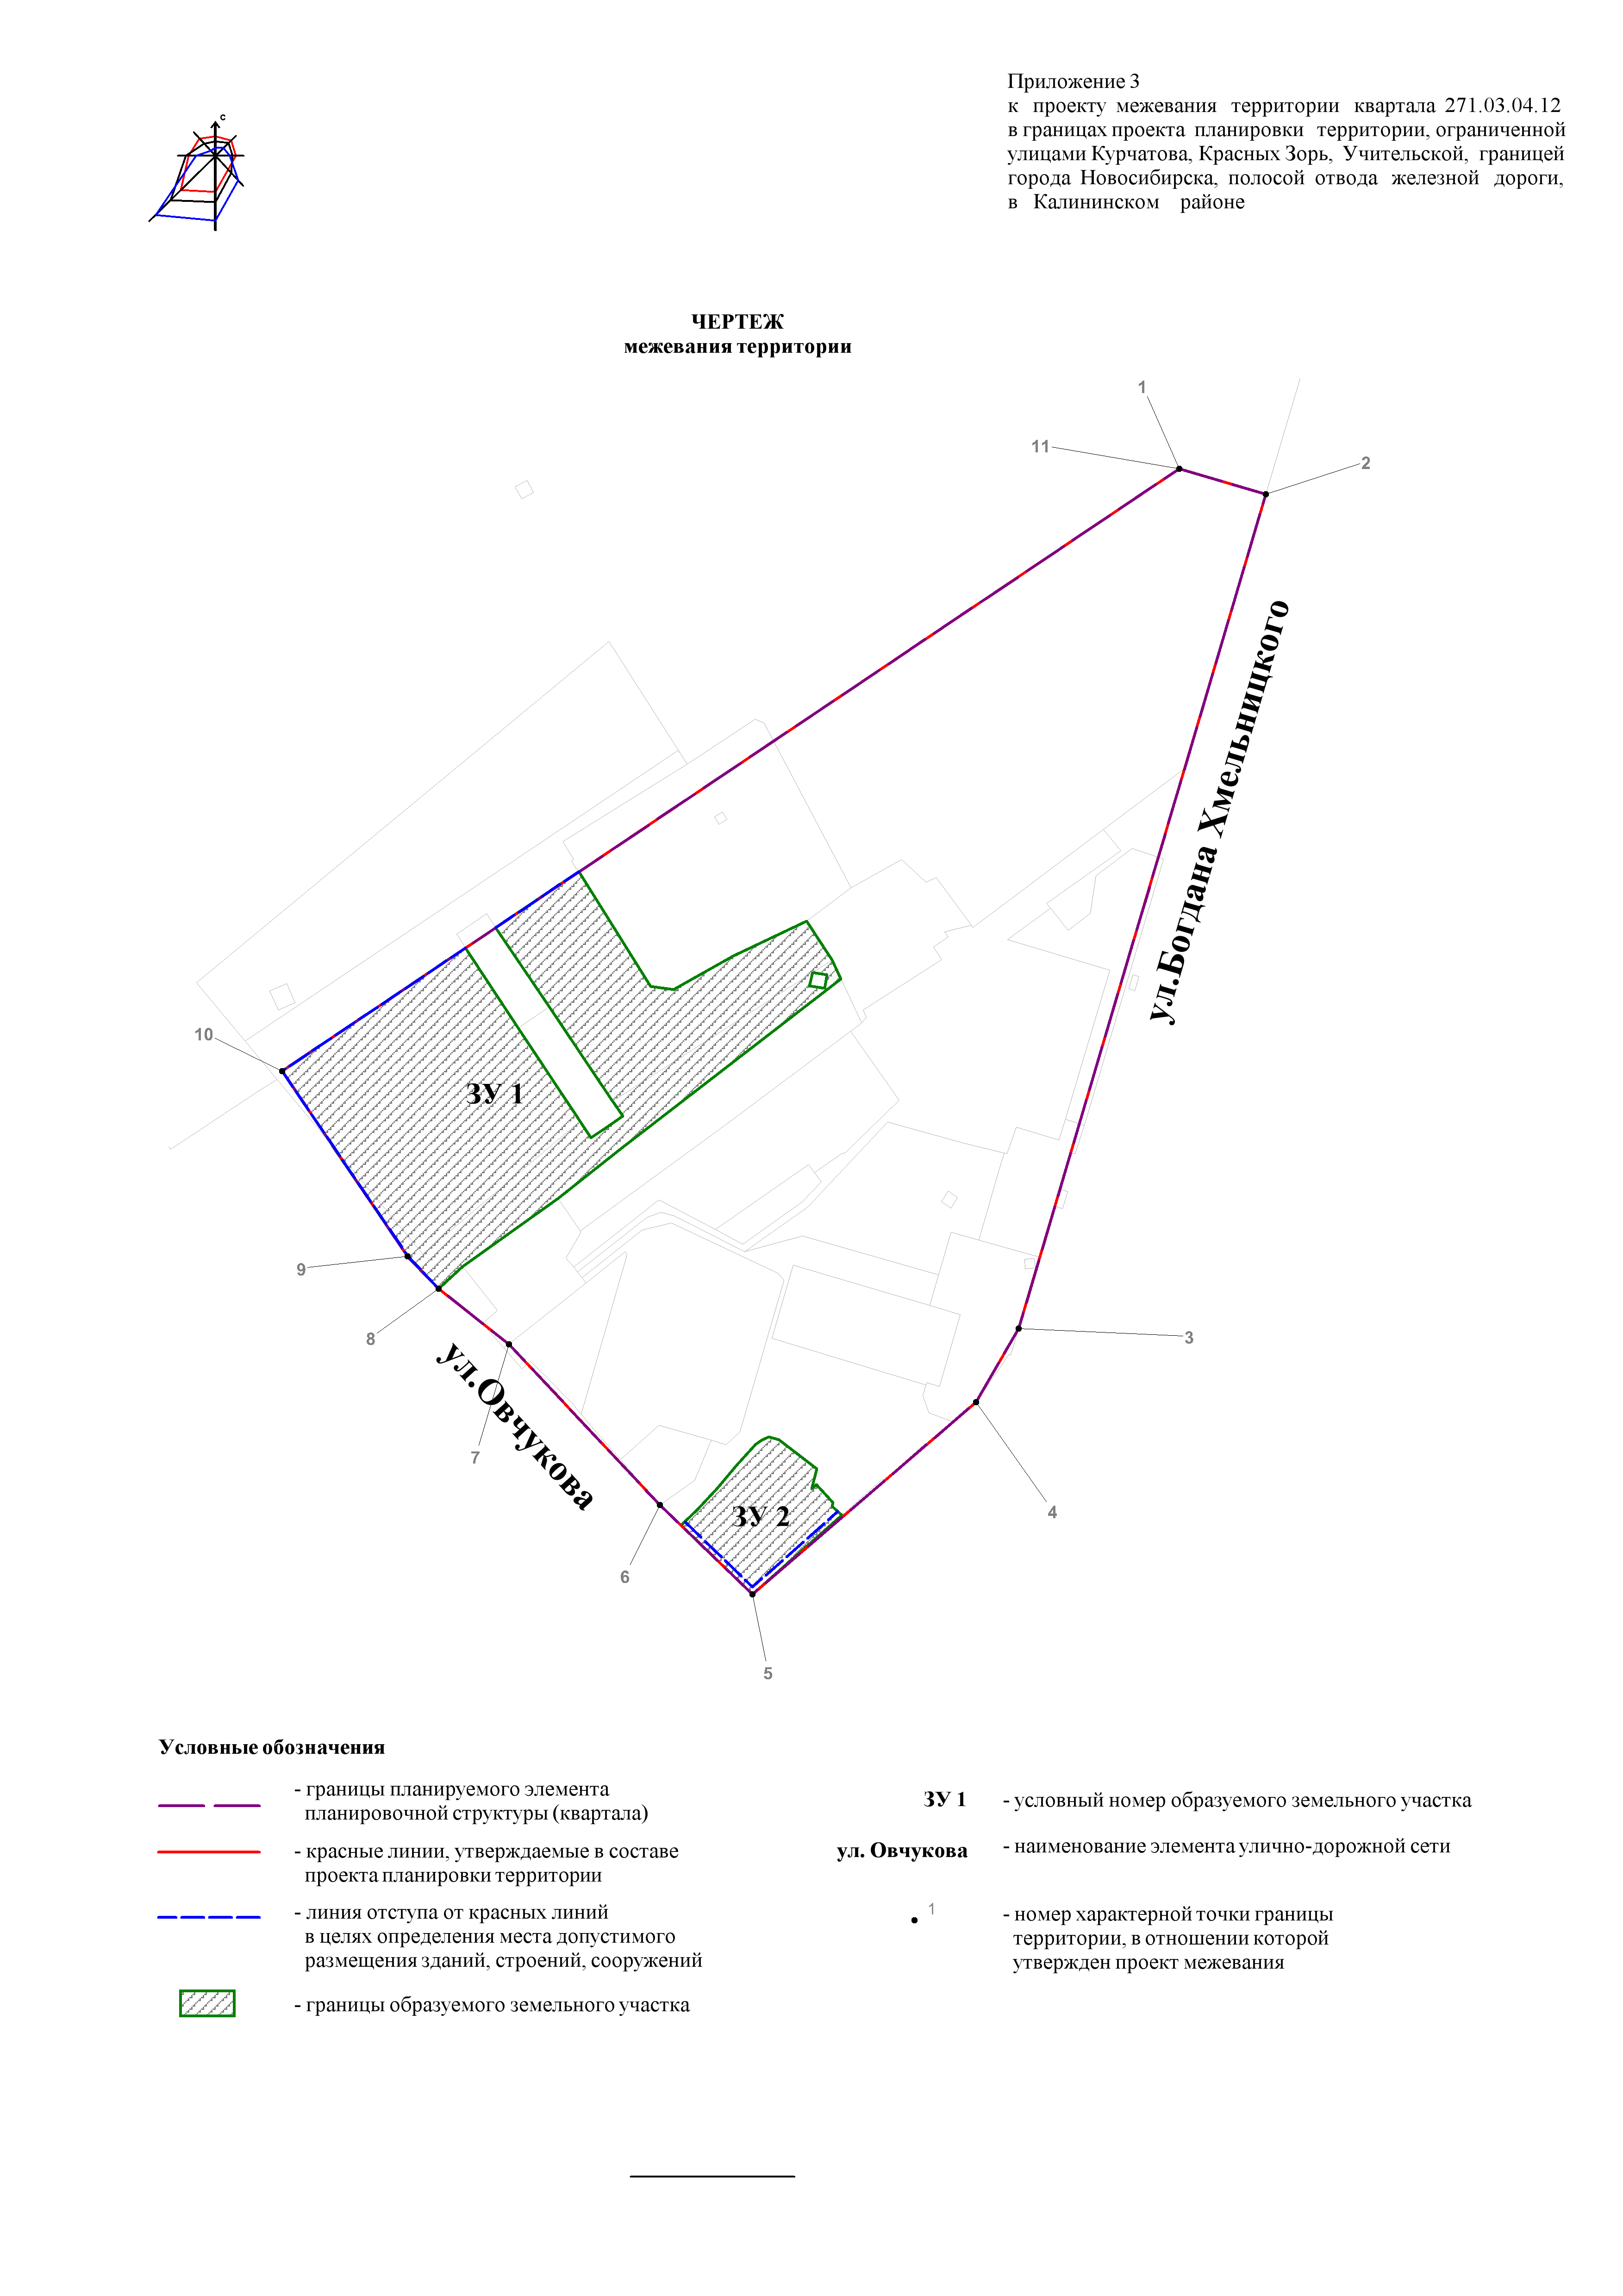 Приложение 3
к проекту межевания территории квартала 271.03.04.12
в границах проекта планировки территории, ограниченной
улицами Курчатова, Красных Зорь, Учительской, границей
города Новосибирска, полосой отвода железной дороги,
в Калининском районе
с
ЧЕРТЕЖ
межевания территории
1
11
2
ул.Богдана Хмельницкого
10
ЗУ 1
9
8
3
ул.Овчукова
7
4
ЗУ 2
6
5
Условные обозначения
- границы планируемого элемента
планировочной структуры (квартала)
- красные линии, утверждаемые в составе
проекта планировки территории
- линия отступа от красных линий
в целях определения места допустимого
размещения зданий, строений, сооружений
- границы образуемого земельного участка
ЗУ 1 - условный номер образуемого земельного участка
ул. Овчукова - наименование элемента улично-дорожной сети
1 - номер характерной точки границы
территории, в отношении которой
утвержден проект межевания